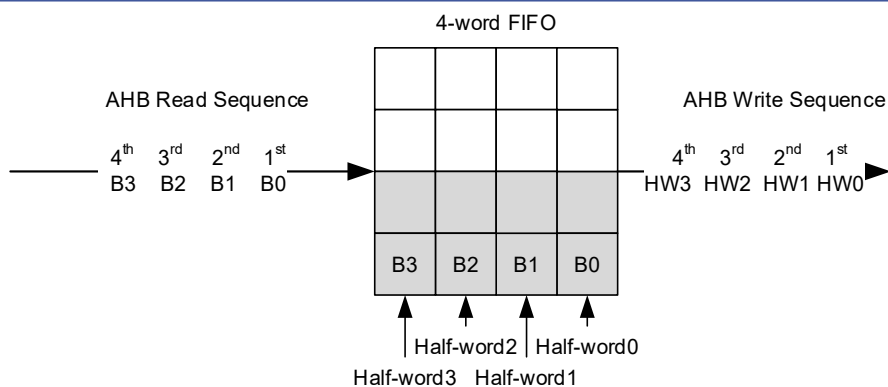 4-word FIFO
AHB Read Sequence
AHB Write Sequence
4th 3rd 2nd 1st
B3 B2 B1 B0
4th 3rd 2nd 1st
HW3 HW2 HW1 HW0
B3 B2 B1 B0
Half-word2 Half-word0
Half-word3 Half-word1